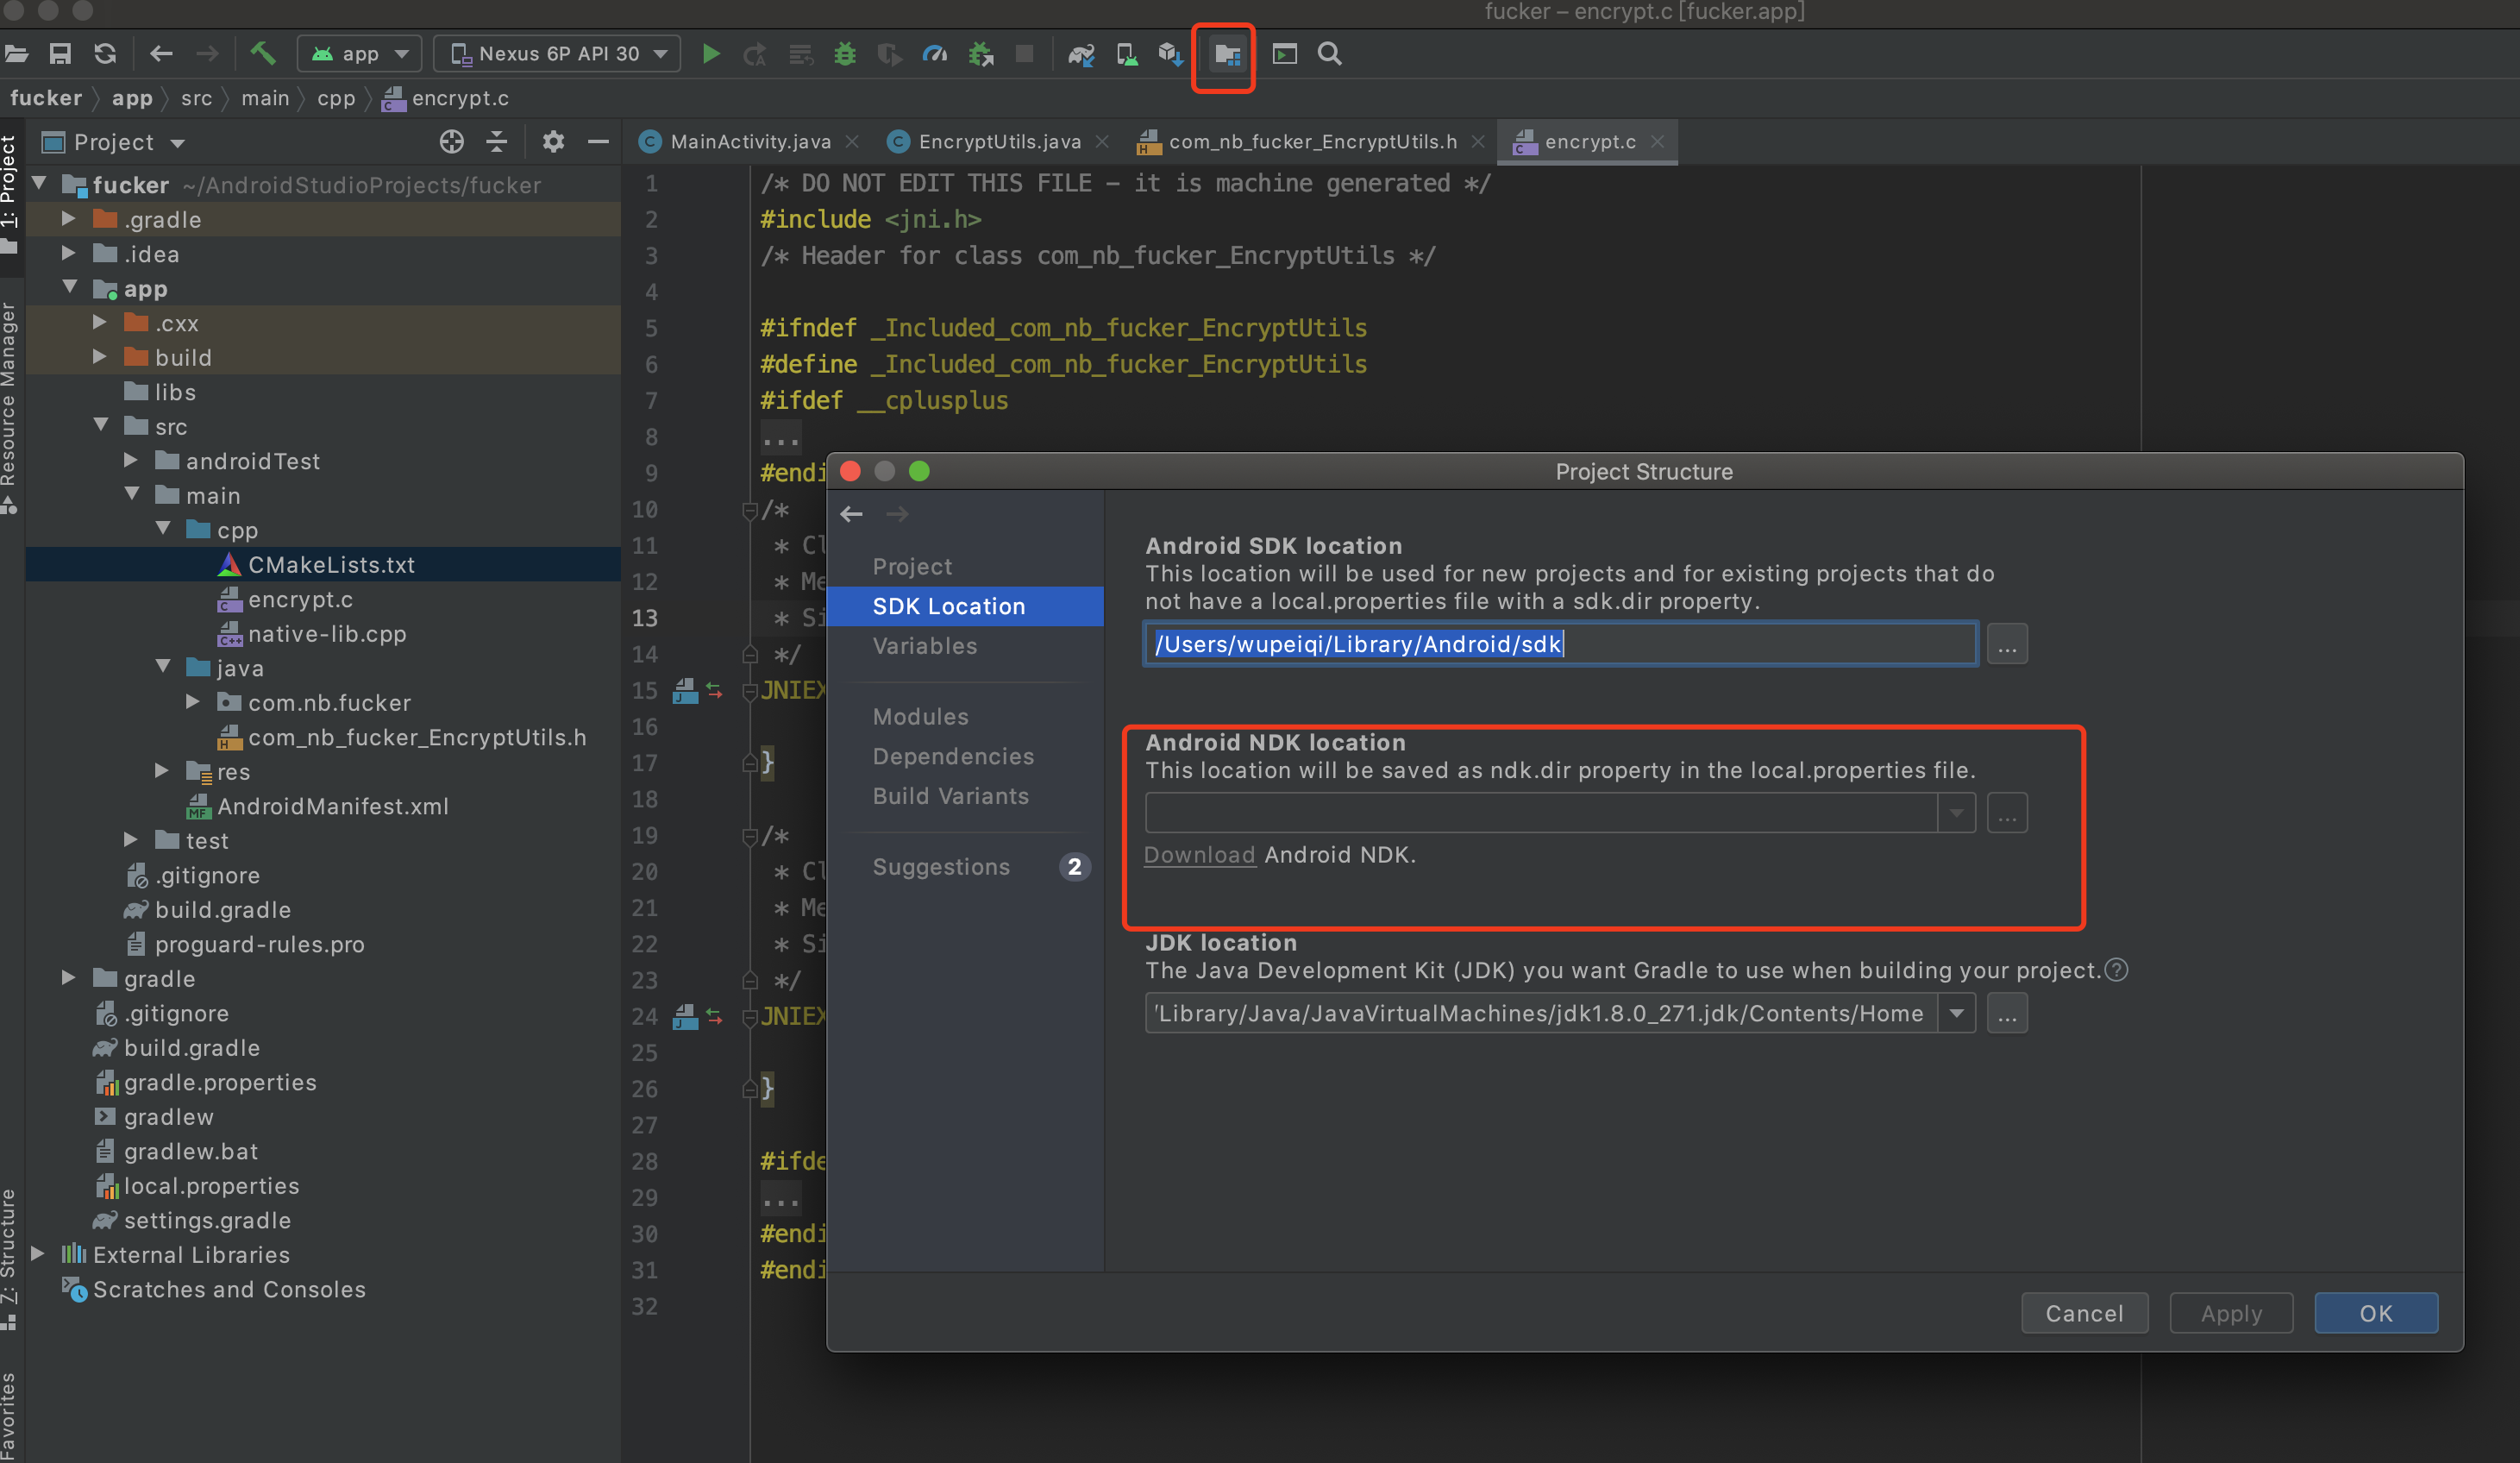 fucker – encrypt.c [fucker.app]
app
Nexus 6P API 30
fucker 〉 app 〉 src 〉 main 〉 cpp 〉 encrypt.c
1: Project
Resource Manager
7: Structure
Favorites
Project
fucker ~/AndroidStudioProjects/fucker
.gradle
.idea
app
.cxx
build
libs
src
androidTest
main
cpp
CMakeLists.txt
encrypt.c
native-lib.cpp
java
com.nb.fucker
com_nb_fucker_EncryptUtils.h
res
AndroidManifest.xml
test
.gitignore
build.gradle
proguard-rules.pro
gradle
.gitignore
build.gradle
gradle.properties
gradlew
gradlew.bat
local.properties
settings.gradle
External Libraries
Scratches and Consoles
MainActivity.java
EncryptUtils.java
com_nb_fucker_EncryptUtils.h
encrypt.c
1 /* DO NOT EDIT THIS FILE – it is machine generated */
2 #include <jni.h>
3 /* Header for class com_nb_fucker_EncryptUtils */
4
5 #ifndef _Included_com_nb_fucker_EncryptUtils
6 #define _Included_com_nb_fucker_EncryptUtils
7 #ifdef __cplusplus
8 ...
9 #endi
10 /*
11 * Cl
12 * Me
13 * Si
14 */
15 JNIEX
16
17 }
18
19 /*
20 * Cl
21 * Me
22 * Si
23 */
24 JNIEX
25
26 }
27
28 #ifde
29 ...
30 #endi
31 #endi
32
Project Structure
Project
SDK Location
Variables
Modules
Dependencies
Build Variants
Suggestions 2
Android SDK location
This location will be used for new projects and for existing projects that do
not have a local.properties file with a sdk.dir property.
/Users/wupeiqi/Library/Android/sdk
...
Android NDK location
This location will be saved as ndk.dir property in the local.properties file.
...
Download Android NDK.
JDK location
The Java Development Kit (JDK) you want Gradle to use when building your project.
'Library/Java/JavaVirtualMachines/jdk1.8.0_271.jdk/Contents/Home
...
Cancel
Apply
OK